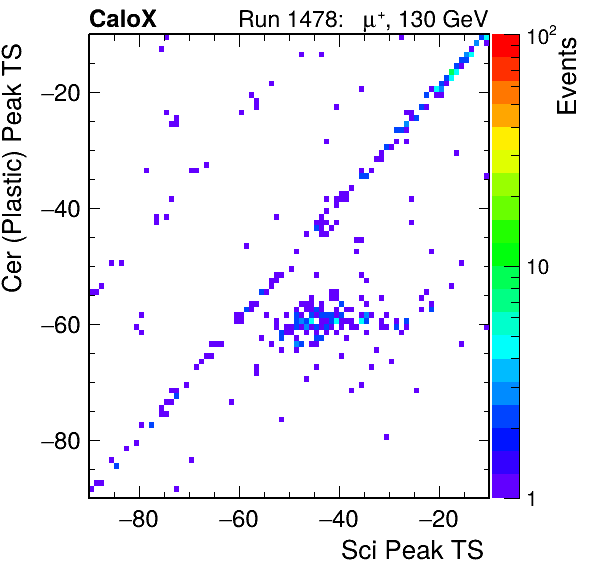 CaloX Run 1478: μ⁺, 130 GeV
Cer (Plastic) Peak TS
−20
−40
−60
−80
−80 −60 −40 −20
Sci Peak TS
10²
10
1
Events